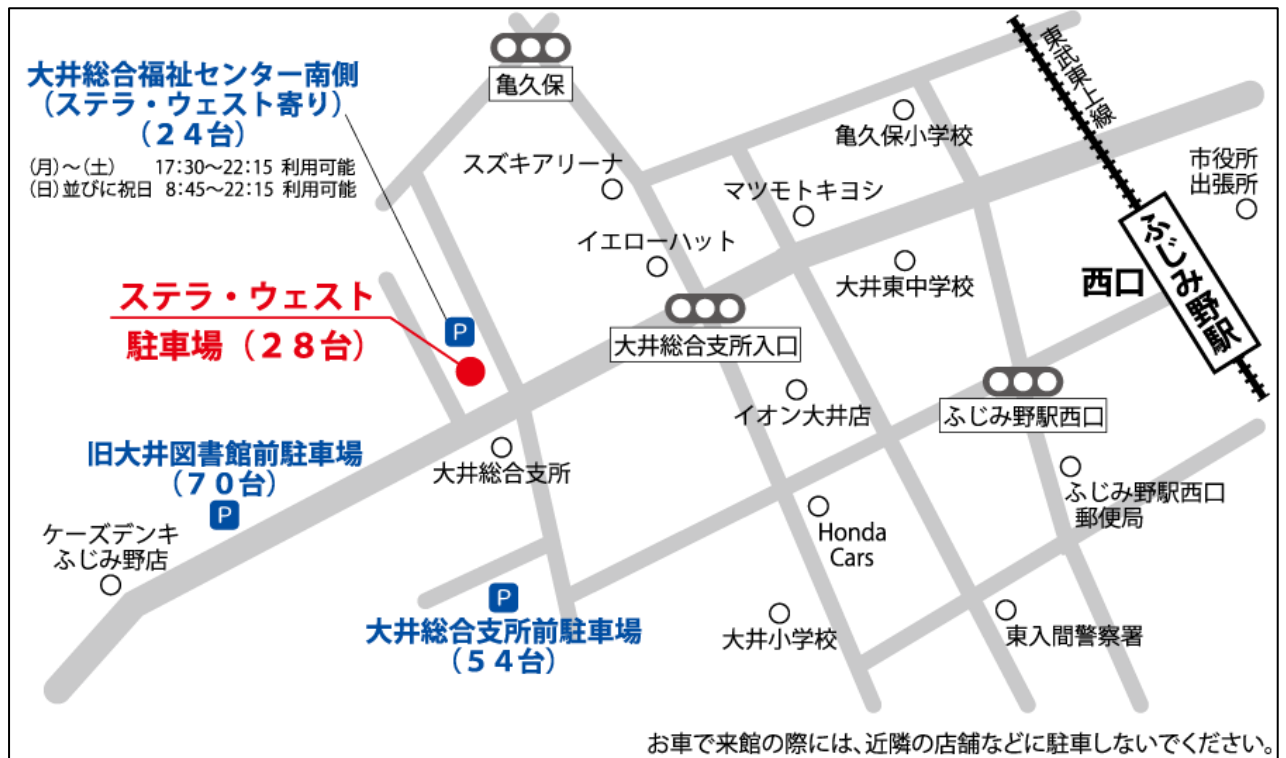 大井総合福祉センター南側
（ステラ・ウェスト寄り）
（２４台）
（月）～（土） 17：30～22：15 利用可能
（日）並びに祝日 8：45～22：15 利用可能
亀久保
スズキアリーナ
イエローハット
亀久保小学校
マツモトキヨシ
大井東中学校
東武東上線
市役所
出張所
ふじみ野駅
西口
ステラ・ウェスト
駐車場（２８台）
P
大井総合支所入口
イオン大井店
ふじみ野駅西口
旧大井図書館前駐車場
（７０台）
P
大井総合支所
ケーズデンキ
ふじみ野店
Honda
Cars
ふじみ野駅西口
郵便局
P
大井総合支所前駐車場
（５４台）
大井小学校
東入間警察署
お車で来館の際には、近隣の店舗などに駐車しないでください。